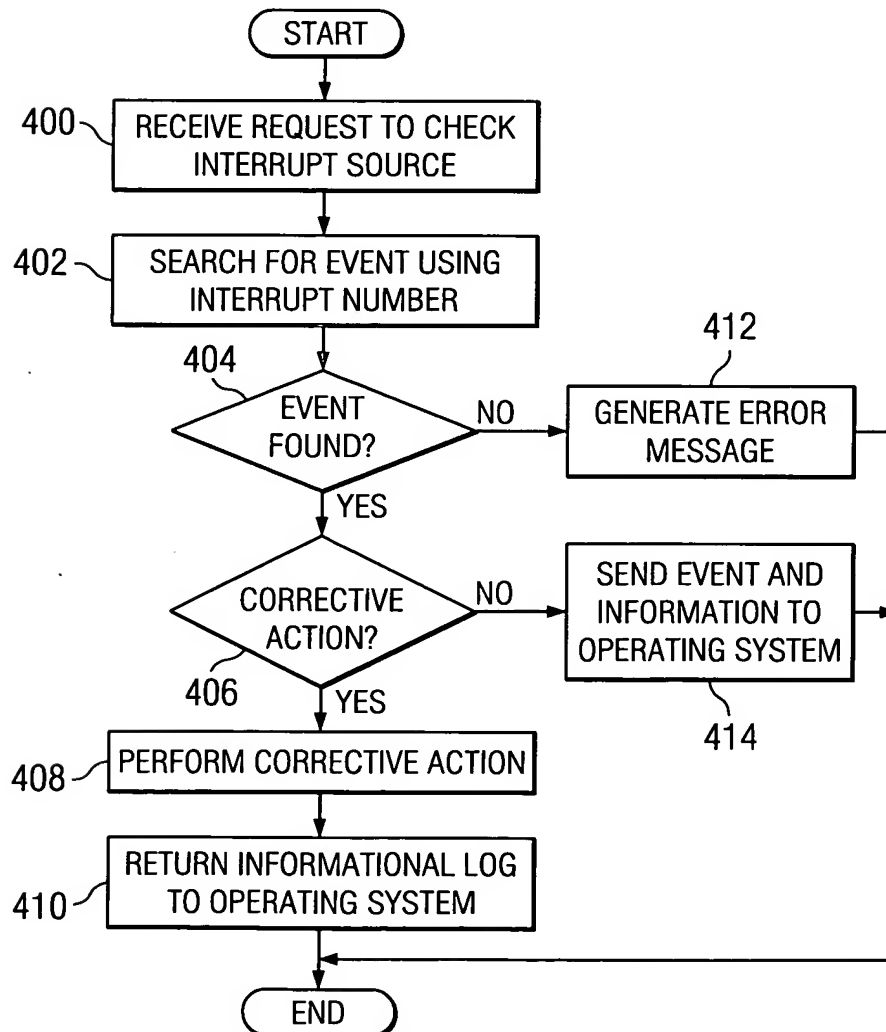 START
400
RECEIVE REQUEST TO CHECK
INTERRUPT SOURCE
402
SEARCH FOR EVENT USING
INTERRUPT NUMBER
404
EVENT
FOUND?
NO
412
GENERATE ERROR
MESSAGE
YES
CORRECTIVE
ACTION?
406
NO
SEND EVENT AND
INFORMATION TO
OPERATING SYSTEM
414
YES
408
PERFORM CORRECTIVE ACTION
410
RETURN INFORMATIONAL LOG
TO OPERATING SYSTEM
END